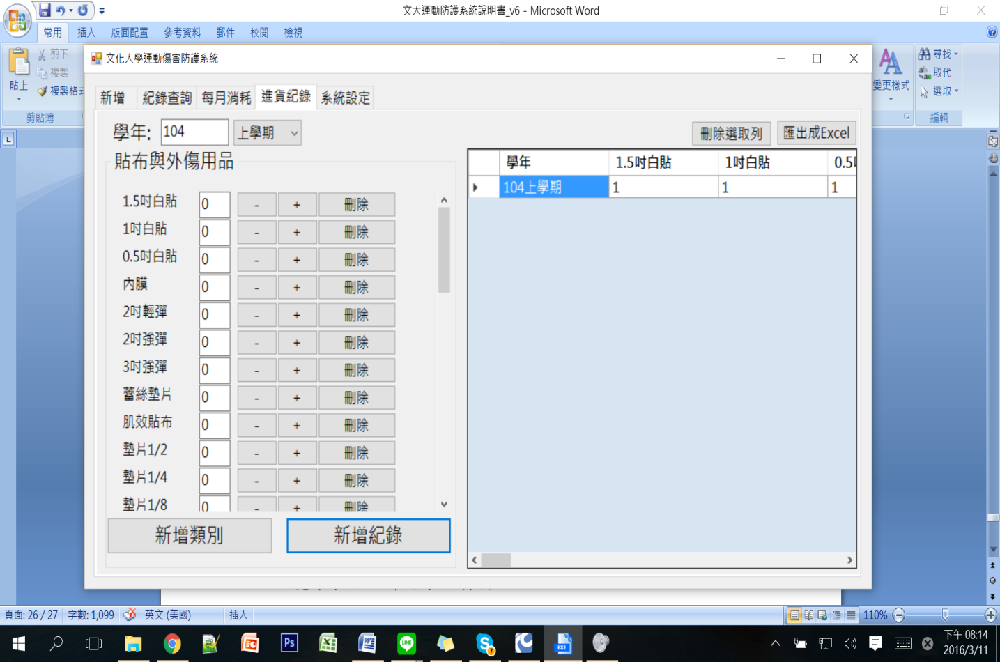 文大運動防護系統說明書_v6 - Microsoft Word
常用 插入 版面配置 參考資料 郵件 校閱 檢視
剪下
複製
貼上
複製格式
剪貼簿
變更樣式
尋找
取代
選取
編輯
文化大學運動傷害防護系統
新增 紀錄查詢 每月消耗 進貨紀錄 系統設定
學年: 104 上學期
刪除選取列 匯出成Excel
貼布與外傷用品
1.5吋白貼 0 - + 刪除
1吋白貼 0 - + 刪除
0.5吋白貼 0 - + 刪除
內膜 0 - + 刪除
2吋輕彈 0 - + 刪除
2吋強彈 0 - + 刪除
3吋強彈 0 - + 刪除
蕾絲墊片 0 - + 刪除
肌效貼布 0 - + 刪除
墊片1/2 0 - + 刪除
墊片1/4 0 - + 刪除
墊片1/8 0 - + 刪除
新增類別 新增紀錄
學年 1.5吋白貼 1吋白貼 0.5
104上學期 1 1 1
頁面: 26 / 27 字數: 1,099 英文 (美國) 插入
110%
下午 08:14
2016/3/11